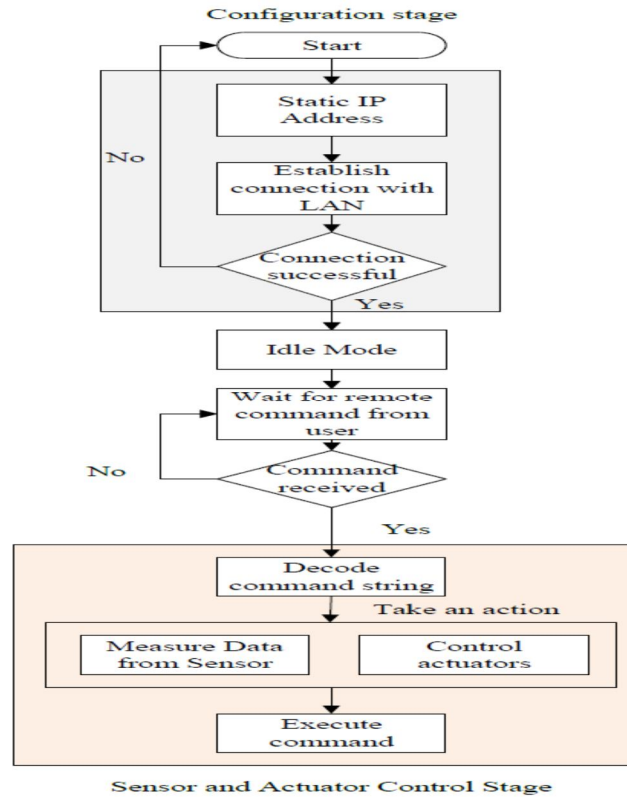 Configuration stage
Start
Static IP
Address
No
Establish
connection with
LAN
Connection
successful
Yes
Idle Mode
Wait for remote
command from
user
No
Command
received
Yes
Decode
command string
Take an action
Measure Data
from Sensor
Control
actuators
Execute
command
Sensor and Actuator Control Stage